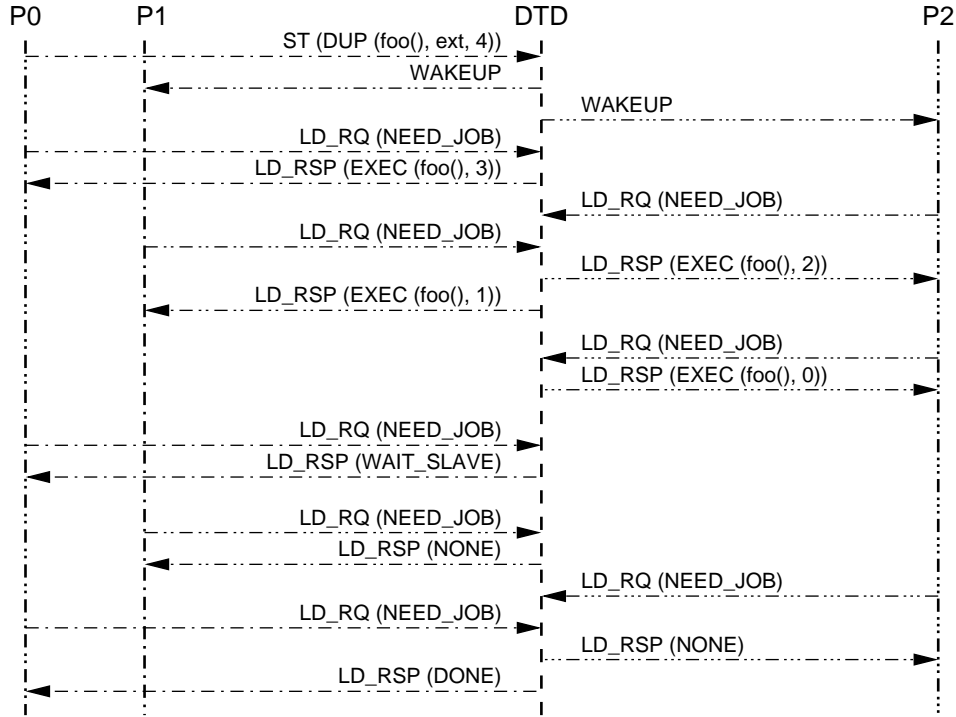 P0 P1 DTD P2
ST (DUP (foo(), ext, 4))
WAKEUP
WAKEUP
LD_RQ (NEED_JOB)
LD_RSP (EXEC (foo(), 3))
LD_RQ (NEED_JOB)
LD_RQ (NEED_JOB)
LD_RSP (EXEC (foo(), 2))
LD_RSP (EXEC (foo(), 1))
LD_RQ (NEED_JOB)
LD_RSP (EXEC (foo(), 0))
LD_RQ (NEED_JOB)
LD_RSP (WAIT_SLAVE)
LD_RQ (NEED_JOB)
LD_RSP (NONE)
LD_RQ (NEED_JOB)
LD_RQ (NEED_JOB)
LD_RSP (NONE)
LD_RSP (DONE)